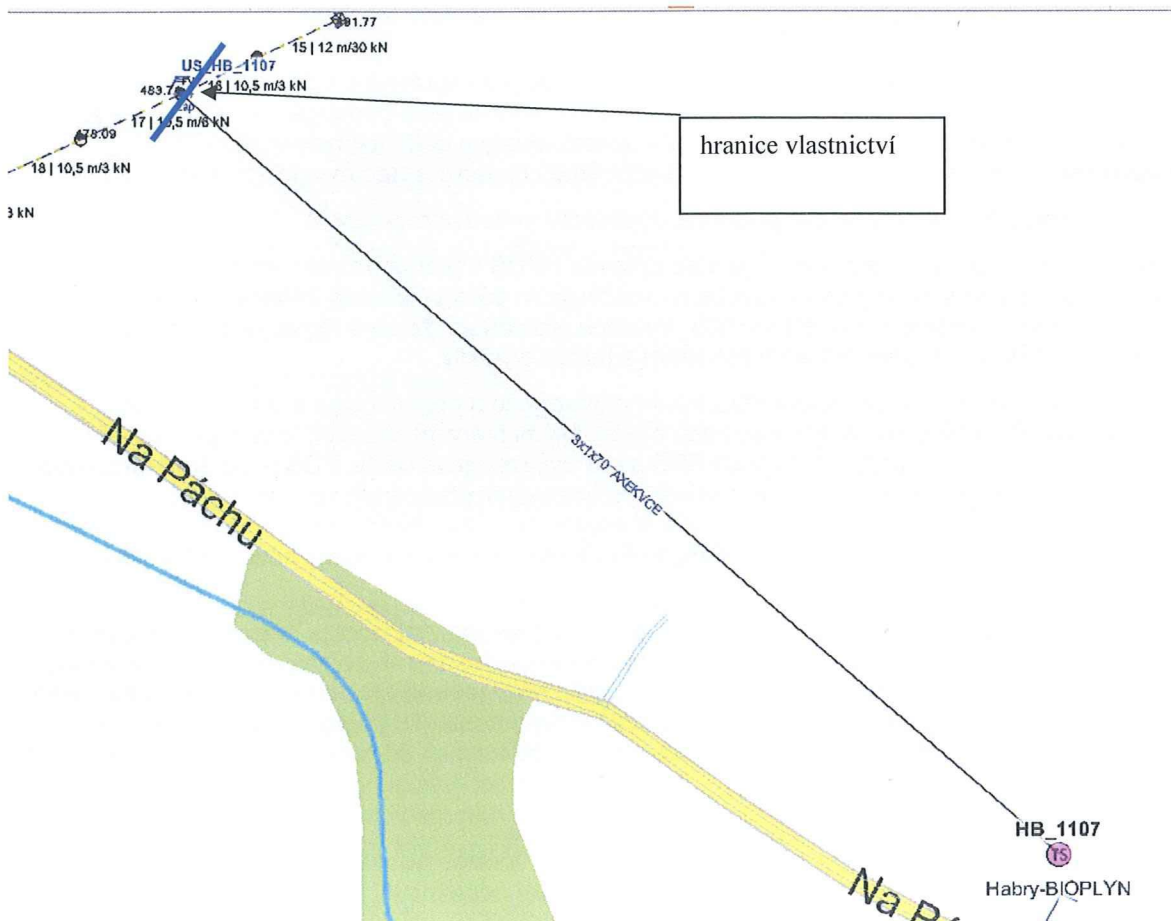 91.77
15 | 12 m/30 kN
US_HB_1107
16 | 10,5 m/3 kN
483.7
17 | 10,5 m/6 kN
478.09
18 | 10,5 m/3 kN
3 kN
hranice vlastnictví
3x1x70 AXEKVCE
Na Páchu
HB_1107
TS
Habry-BIOPLYN
Na Pá